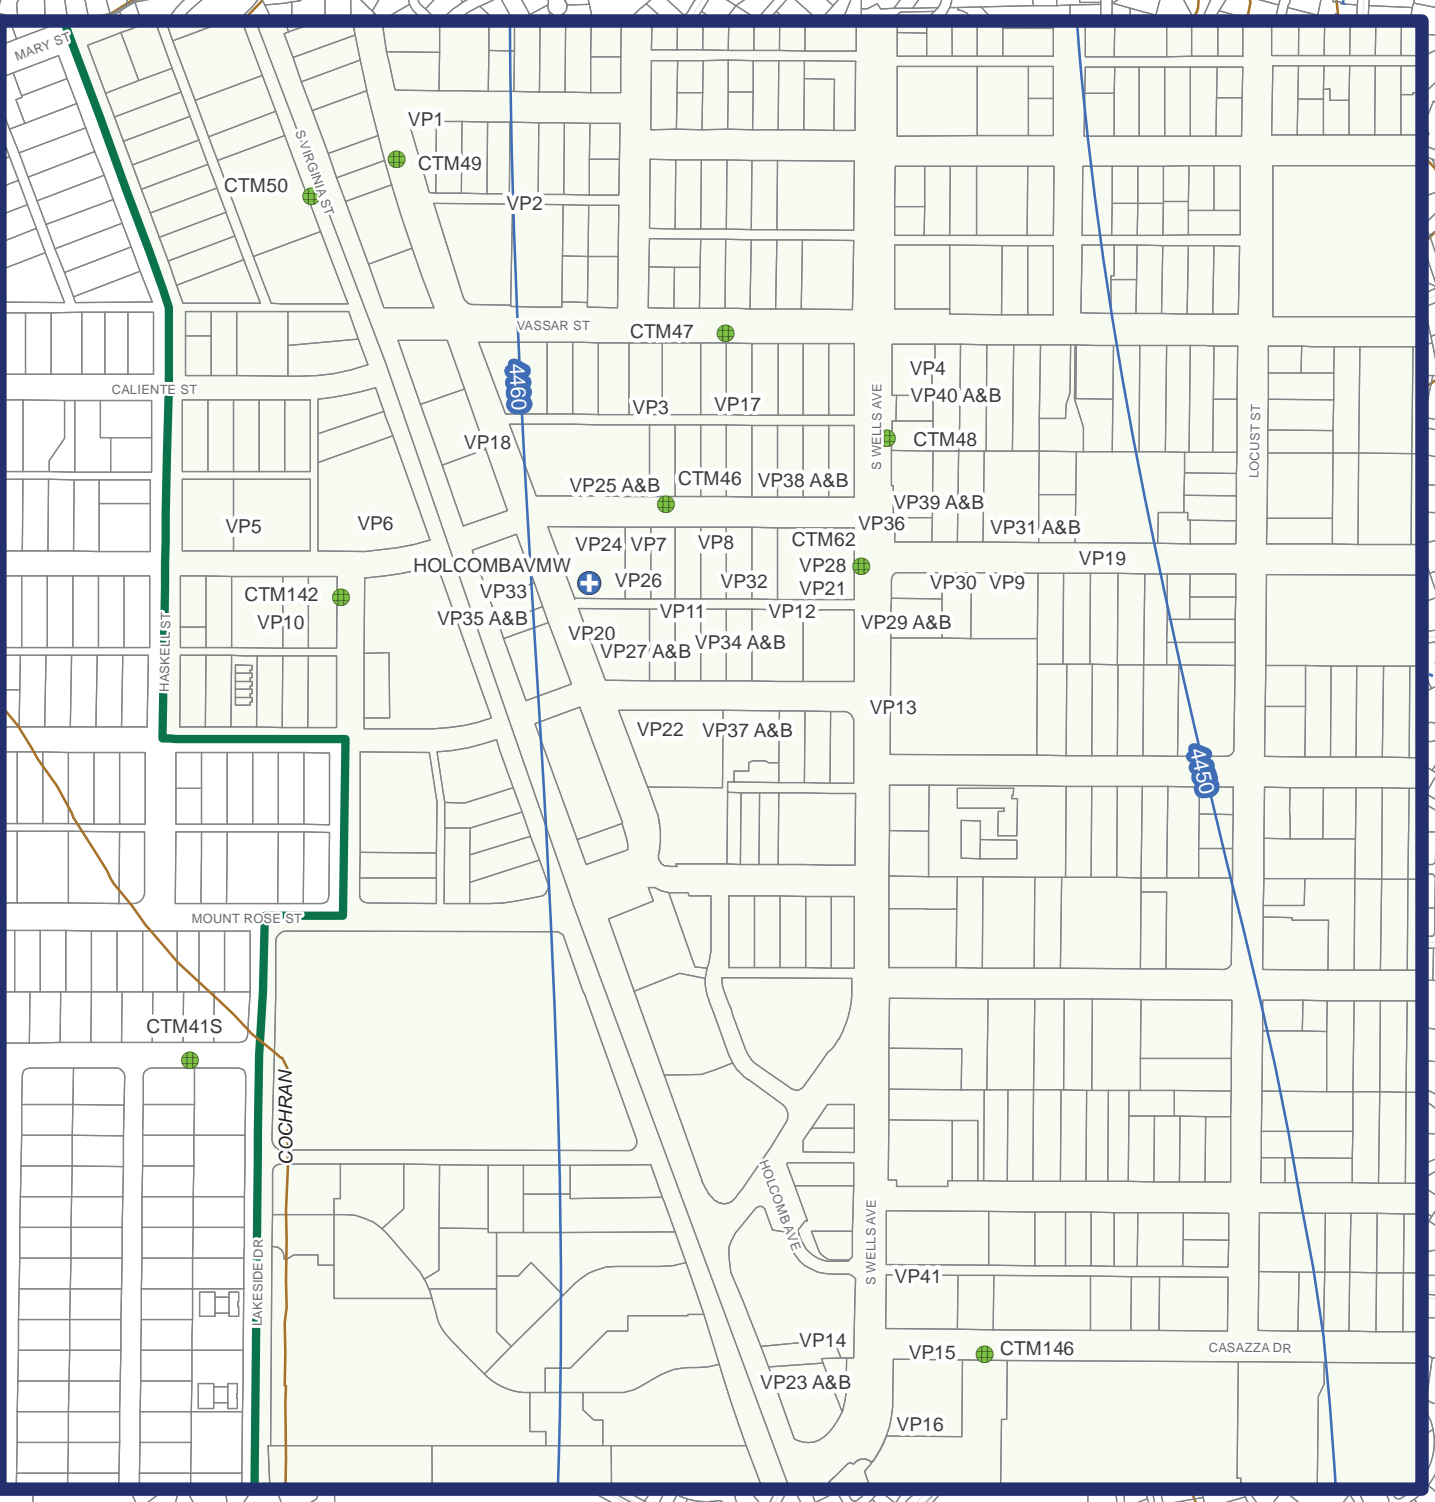 MARY ST
VP1
CTM49
S VIRGINIA ST
CTM50
VP2
VASSAR ST
CTM47
4460
CALIENTE ST
VP4
VP40 A&B
S WELLS AVE
VP3
VP17
LOCUST ST
VP18
CTM48
VP25 A&B
CTM46
VP38 A&B
VP39 A&B
VP5
VP6
VP36
VP31 A&B
VP24
VP7
VP8
CTM62
HOLCOMBAVMW
VP28
VP19
VP26
VP32
VP21
VP30
VP9
CTM142
VP33
VP10
VP35 A&B
VP11
VP12
VP29 A&B
HASKELL ST
VP20
VP27 A&B
VP34 A&B
VP13
VP22
VP37 A&B
4450
MOUNT ROSE ST
CTM41S
COCHRAN
HOLCOMB AVE
S WELLS AVE
LAKESIDE DR
VP41
VP14
VP15
CTM146
CASAZZA DR
VP23 A&B
VP16